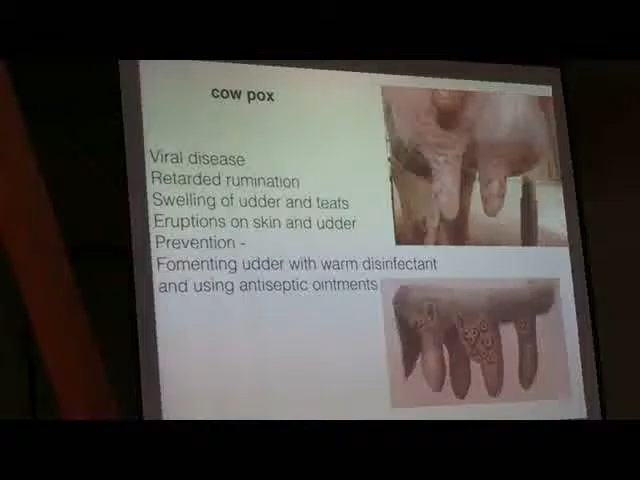 cow pox
Viral disease
Retarded rumination
Swelling of udder and teats
Eruptions on skin and udder
Prevention -
Fomenting udder with warm disinfectant
and using antiseptic ointments